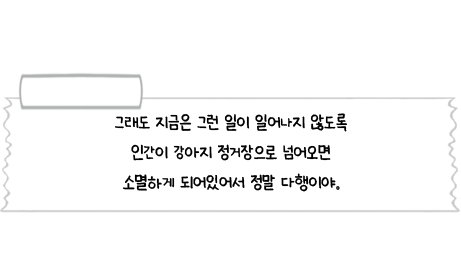 그래도 지금은 그런 일이 일어나지 않도록
인간이 강아지 정거장으로 넘어오면
소멸하게 되어있어서 정말 다행이야.